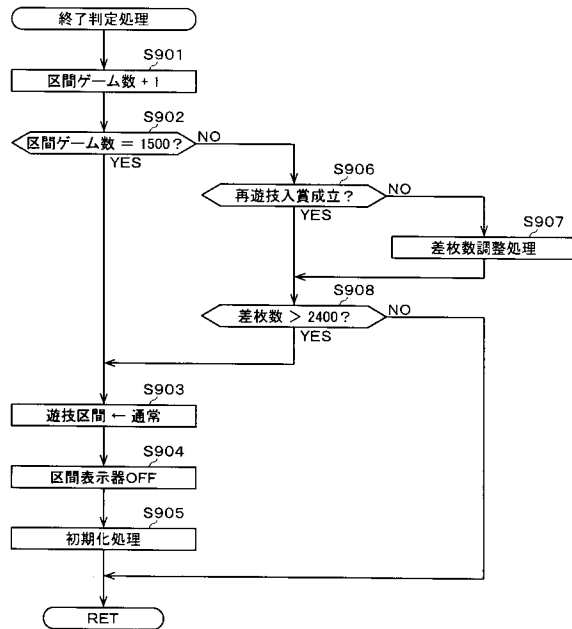 終了判定処理
S901
区間ゲーム数 + 1
S902
区間ゲーム数 = 1500?
NO
YES
S906
再遊技入賞成立?
NO
YES
S907
差枚数調整処理
S908
差枚数 > 2400?
NO
YES
S903
遊技区間 ← 通常
S904
区間表示器OFF
S905
初期化処理
RET